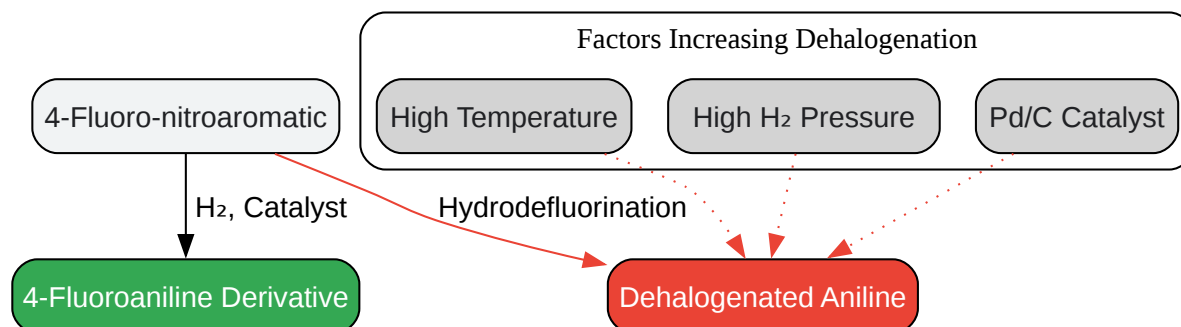 Factors Increasing Dehalogenation
4-Fluoro-nitroaromatic
High Temperature
High H₂ Pressure
Pd/C Catalyst
H₂, Catalyst
Hydrodefluorination
4-Fluoroaniline Derivative
Dehalogenated Aniline